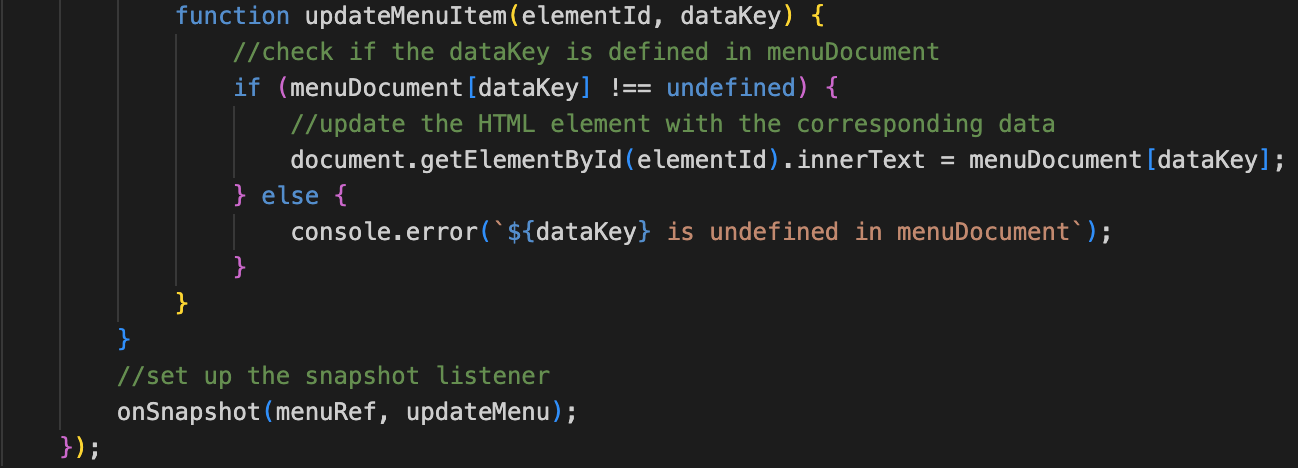 function updateMenuItem(elementId, dataKey) {
//check if the dataKey is defined in menuDocument
if (menuDocument[dataKey] !== undefined) {
//update the HTML element with the corresponding data
document.getElementById(elementId).innerText = menuDocument[dataKey];
} else {
console.error(`${dataKey} is undefined in menuDocument`);
}
}
}
//set up the snapshot listener
onSnapshot(menuRef, updateMenu);
});